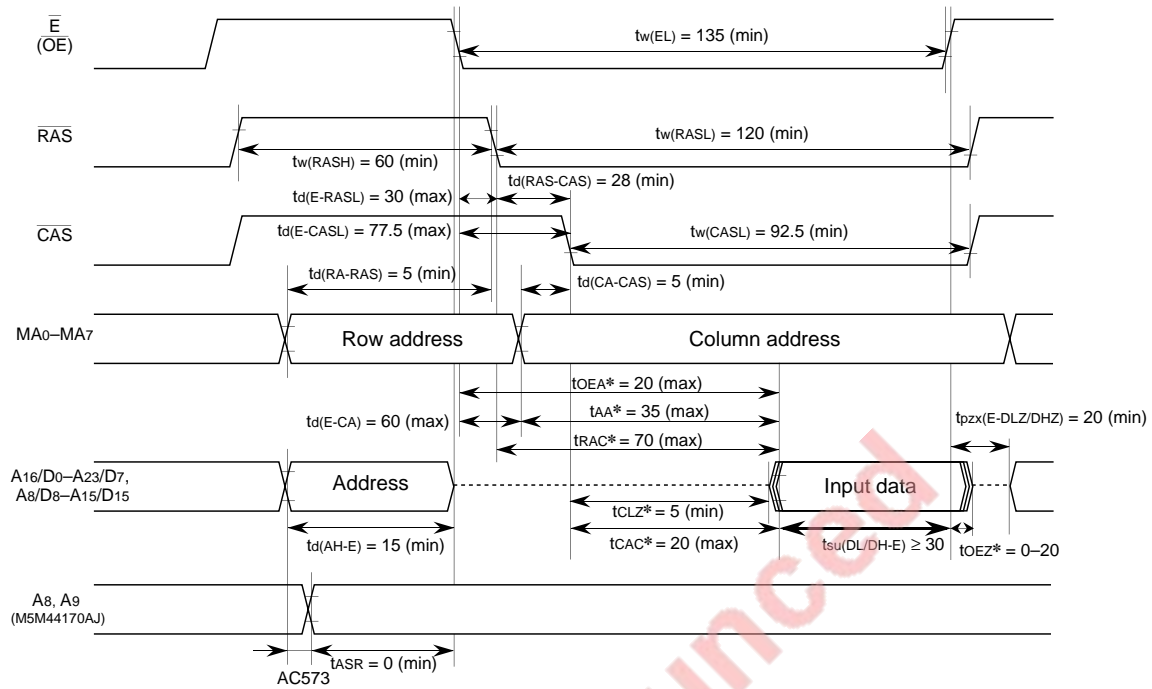 E
(OE)
tw(EL) = 135 (min)
RAS
tw(RASL) = 120 (min)
tw(RASH) = 60 (min)
td(RAS-CAS) = 28 (min)
td(E-RASL) = 30 (max)
CAS
td(E-CASL) = 77.5 (max)
tw(CASL) = 92.5 (min)
td(RA-RAS) = 5 (min)
td(CA-CAS) = 5 (min)
MA0–MA7
Row address
Column address
tOEA* = 20 (max)
td(E-CA) = 60 (max)
tAA* = 35 (max)
tpzx(E-DLZ/DHZ) = 20 (min)
tRAC* = 70 (max)
A16/D0–A23/D7,
A8/D8–A15/D15
Address
Input data
tCLZ* = 5 (min)
td(AH-E) = 15 (min)
tCAC* = 20 (max)
tsu(DL/DH-E) ≥ 30
tOEZ* = 0–20
A8, A9
(M5M44170AJ)
tASR = 0 (min)
AC573